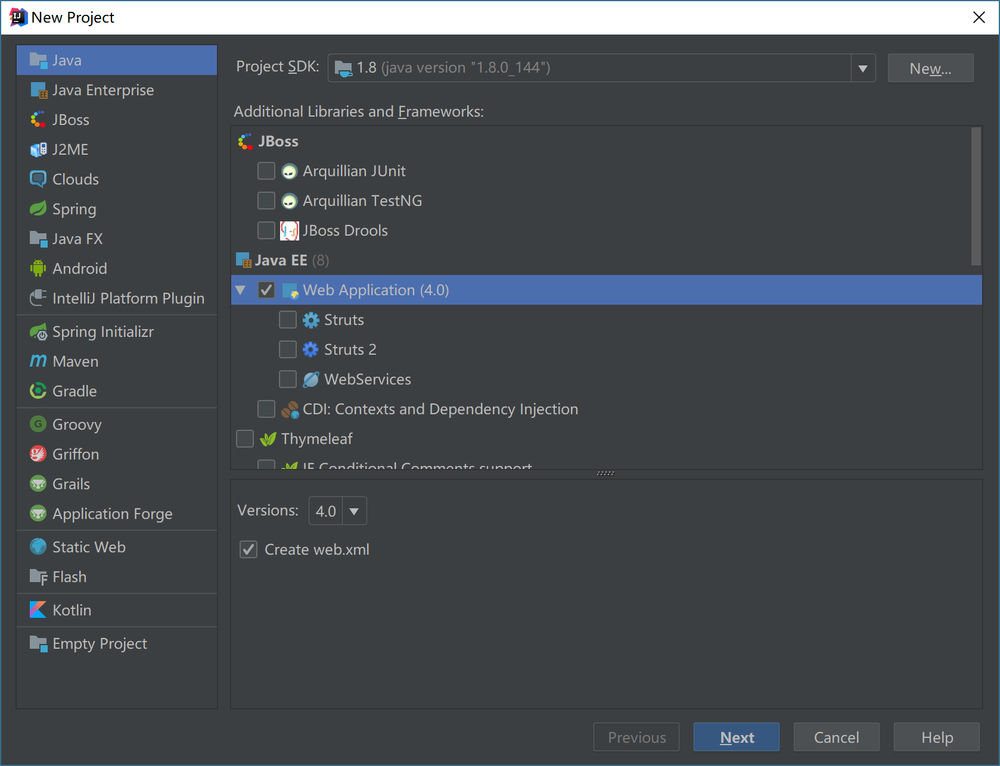 New Project
Java
Java Enterprise
JBoss
J2ME
Clouds
Spring
Java FX
Android
IntelliJ Platform Plugin
Spring Initializr
Maven
Gradle
Groovy
Griffon
Grails
Application Forge
Static Web
Flash
Kotlin
Empty Project
Project SDK: 1.8 (java version "1.8.0_144") New...
Additional Libraries and Frameworks:
JBoss
Arquillian JUnit
Arquillian TestNG
JBoss Drools
Java EE (8)
Web Application (4.0)
Struts
Struts 2
WebServices
CDI: Contexts and Dependency Injection
Thymeleaf
IE Conditional Comments support
Versions: 4.0
Create web.xml
Previous Next Cancel Help